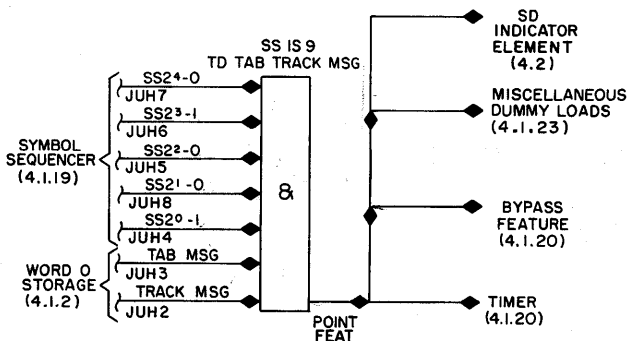 SS IS 9
TD TAB TRACK MSG
SYMBOL
SEQUENCER
(4.1.19)
SS2⁴-0
JUH7
SS2³-1
JUH6
SS2²-0
JUH5
SS2¹-0
JUH8
SS2⁰-1
JUH4
WORD 0
STORAGE
(4.1.2)
TAB MSG
JUH3
TRACK MSG
JUH2
&
POINT
FEAT
SD
INDICATOR
ELEMENT
(4.2)
MISCELLANEOUS
DUMMY LOADS
(4.1.23)
BYPASS
FEATURE
(4.1.20)
TIMER
(4.1.20)